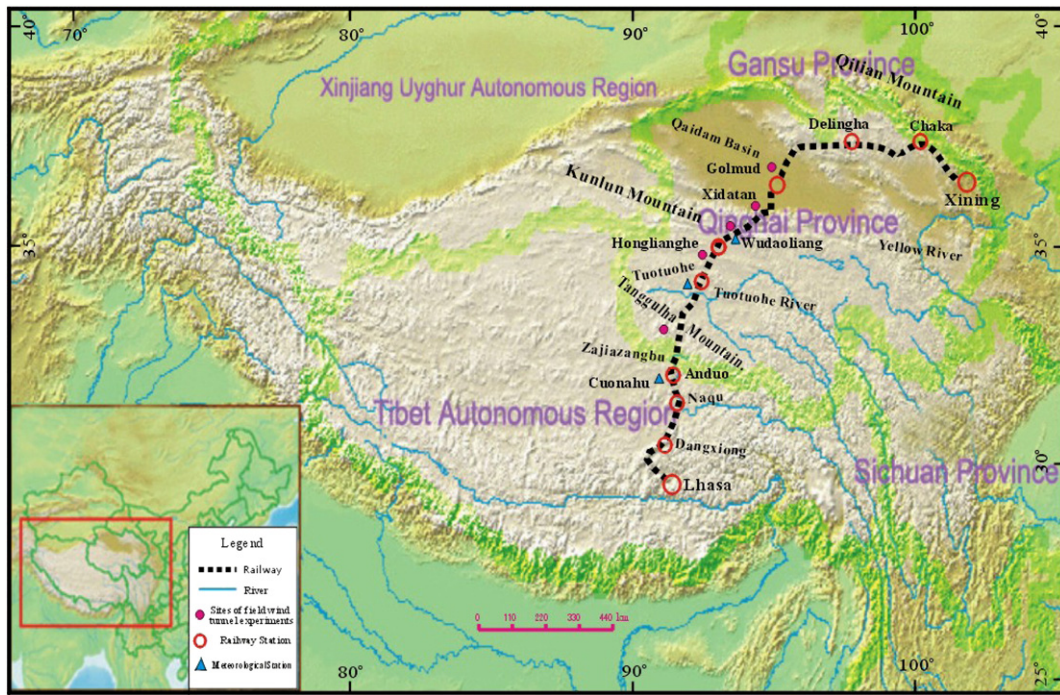 40°
70°
80°
90°
100°
40°
Gansu Province
Qilian Mountain
Xinjiang Uyghur Autonomous Region
Delingha
Chaka
Qaidam Basin
Golmud
Kunlun Mountain
Xidatan
Xining
Qinghai Province
35°
Honglianghe
Wudaoliang
Yellow River
35°
Tuotuohe
Tuotuohe River
Tanggulha Mountain.
Zajiazangbu
Anduo
Cuonahu
Naqu
Tibet Autonomous Region
Dangxiong
30°
Sichuan Province
Lhasa
Legend
Railway
River
Sites of field wind
tunnel experiments
Railway Station
Meteorological Station
0 110 220 330 440 km
80°
90°
100°
25°